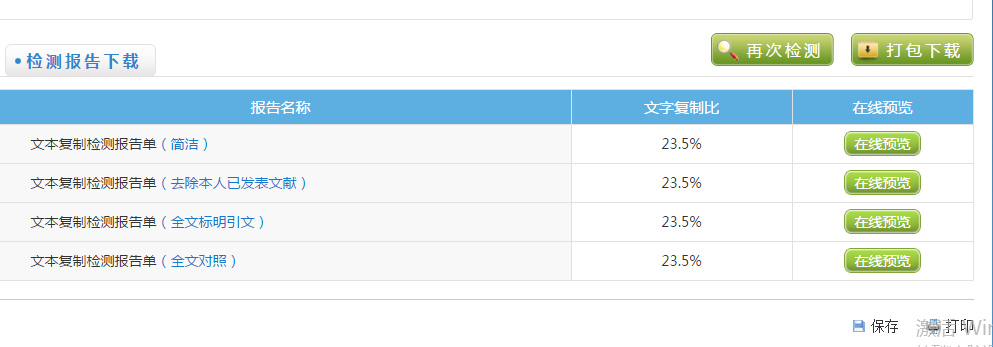 •检测报告下载
再次检测
打包下载
报告名称 文字复制比 在线预览
文本复制检测报告单（简洁） 23.5% 在线预览
文本复制检测报告单（去除本人已发表文献） 23.5% 在线预览
文本复制检测报告单（全文标明引文） 23.5% 在线预览
文本复制检测报告单（全文对照） 23.5% 在线预览
保存 打印
激活 Win